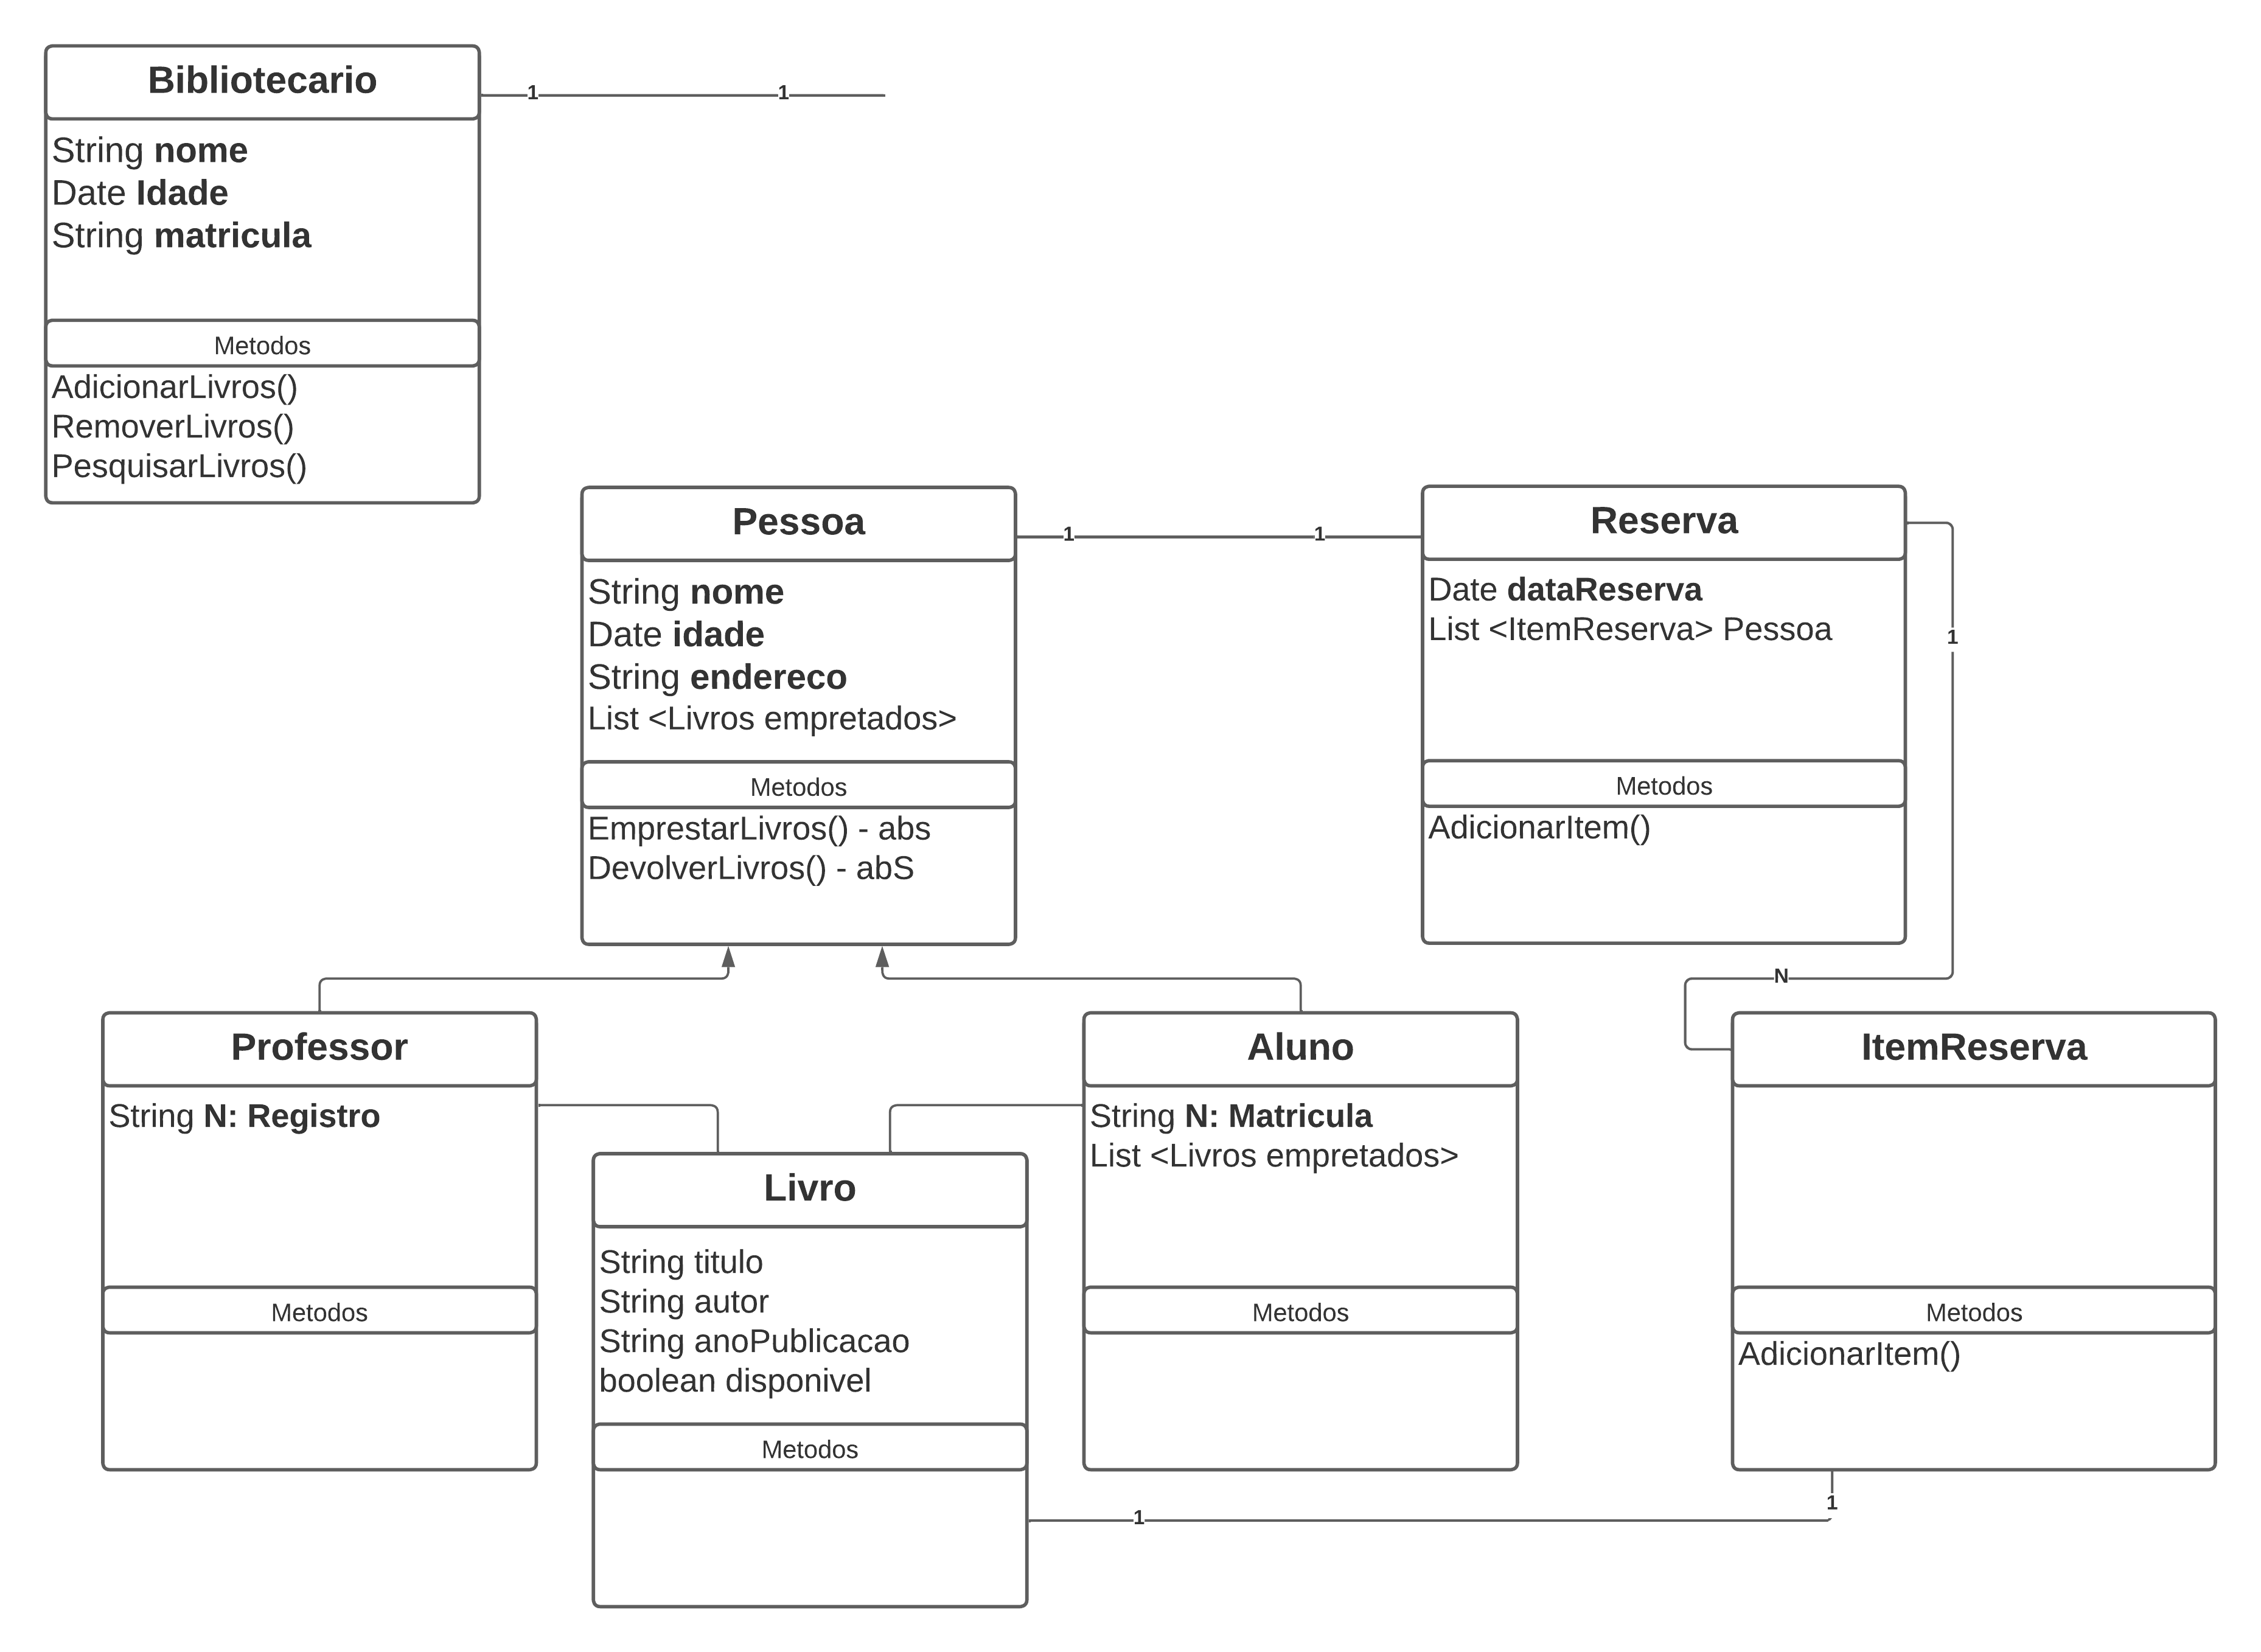 Bibliotecario
1
1
String nome
Date Idade
String matricula
Metodos
AdicionarLivros()
RemoverLivros()
PesquisarLivros()
Pessoa
1
1
String nome
Date idade
String endereco
List <Livros empretados>
Metodos
EmprestarLivros() - abs
DevolverLivros() - abS
Reserva
Date dataReserva
List <ItemReserva> Pessoa
Metodos
AdicionarItem()
1
N
Professor
String N: Registro
Metodos
Livro
String titulo
String autor
String anoPublicacao
boolean disponivel
Metodos
Aluno
String N: Matricula
List <Livros empretados>
Metodos
ItemReserva
Metodos
AdicionarItem()
1
1